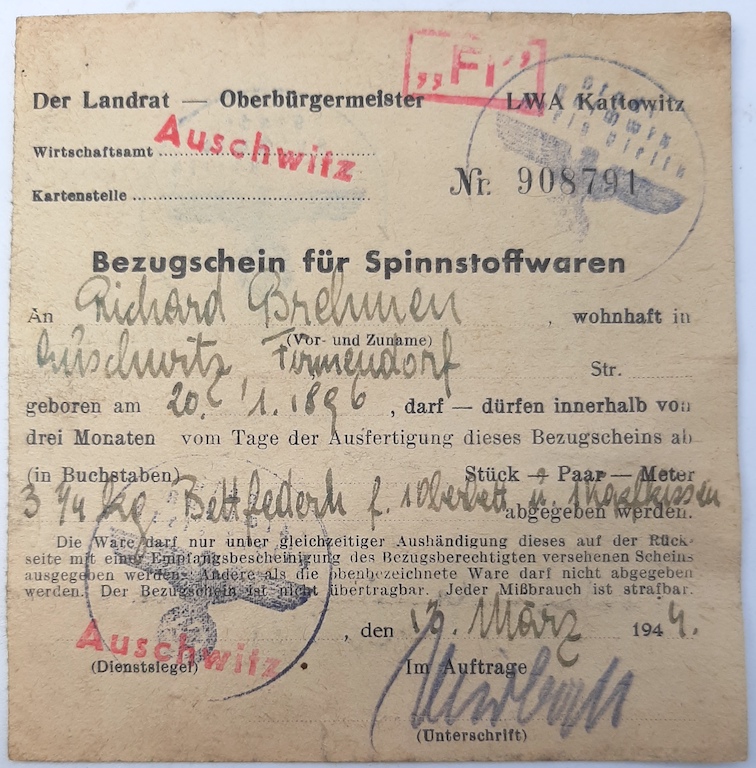 „Fr"
Der Landrat — Oberbürgermeister LWA Kattowitz
Wirtschaftsamt Auschwitz
Kartenstelle
Nr. 908791
Bezugschein für Spinnstoffwaren
An Richard Brehmen, wohnhaft in
(Vor- und Zuname)
Auschwitz, Firmendorf Str.
geboren am 20. 1. 1896, darf — dürfen innerhalb von
drei Monaten vom Tage der Ausfertigung dieses Bezugscheins ab
(in Buchstaben) Stück — Paar — Meter
3 1/4 kg Bettfedern f. Oberbett u.
abgegeben werden.
Die Ware darf nur unter gleichzeitiger Aushändigung dieses auf der Rück-
seite mit einer Empfangsbescheinigung des Bezugsberechtigten versehenen Scheins
ausgegeben werden. Andere als die obenbezeichnete Ware darf nicht abgegeben
werden. Der Bezugschein ist nicht übertragbar. Jeder Mißbrauch ist strafbar.
Auschwitz, den März 1944.
(Dienstsiegel) Im Auftrage
(Unterschrift)